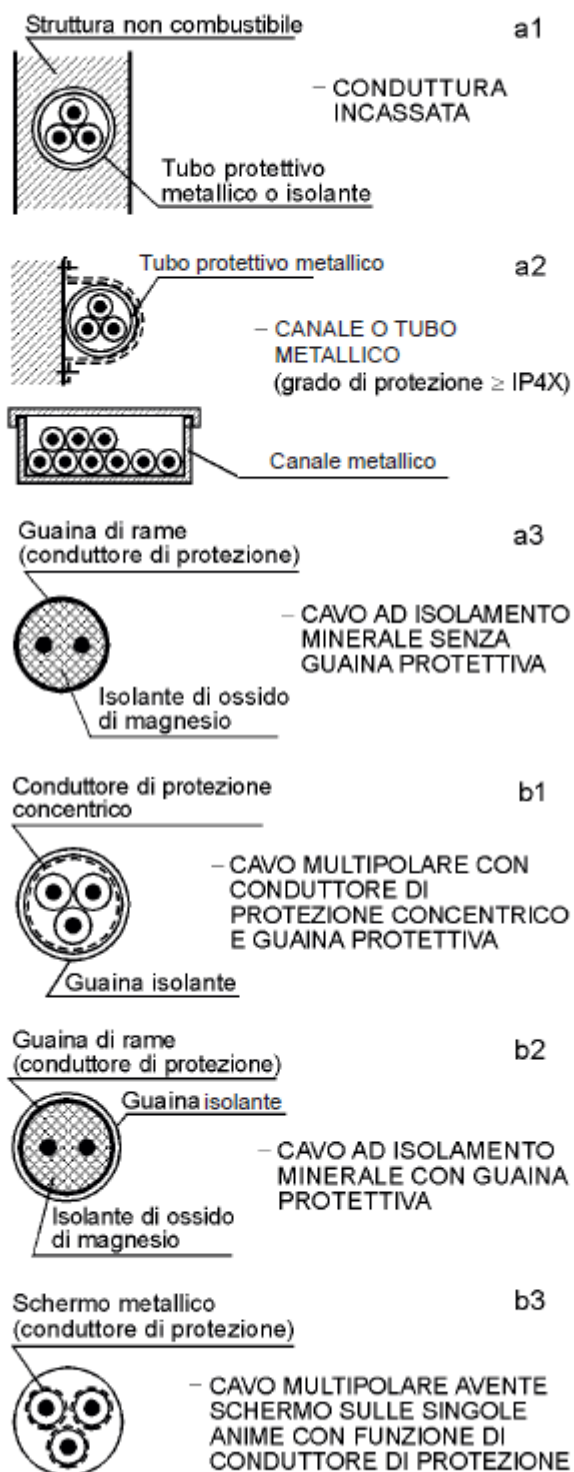 Struttura non combustibile
a1
– CONDUTTURA
INCASSATA
Tubo protettivo
metallico o isolante
Tubo protettivo metallico
a2
– CANALE O TUBO
METALLICO
(grado di protezione ≥ IP4X)
Canale metallico
Guaina di rame
(conduttore di protezione)
a3
– CAVO AD ISOLAMENTO
MINERALE SENZA
GUAINA PROTETTIVA
Isolante di ossido
di magnesio
Conduttore di protezione
concentrico
b1
– CAVO MULTIPOLARE CON
CONDUTTORE DI
PROTEZIONE CONCENTRICO
E GUAINA PROTETTIVA
Guaina isolante
Guaina di rame
(conduttore di protezione)
b2
Guaina isolante
– CAVO AD ISOLAMENTO
MINERALE CON GUAINA
PROTETTIVA
Isolante di ossido
di magnesio
Schermo metallico
(conduttore di protezione)
b3
– CAVO MULTIPOLARE AVENTE
SCHERMO SULLE SINGOLE
ANIME CON FUNZIONE DI
CONDUTTORE DI PROTEZIONE